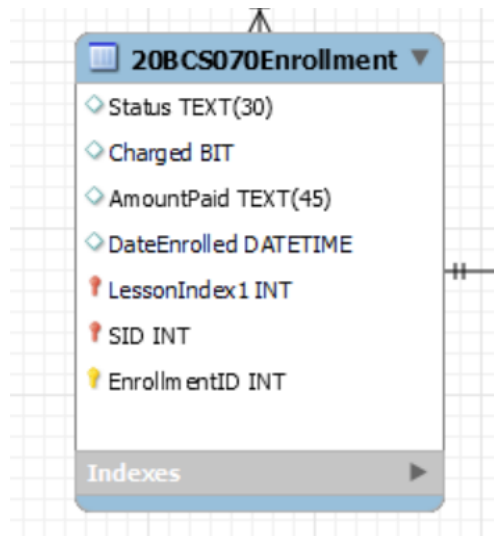 20BCS070Enrollment
Status TEXT(30)
Charged BIT
AmountPaid TEXT(45)
DateEnrolled DATETIME
LessonIndex1 INT
SID INT
EnrollmentID INT
Indexes